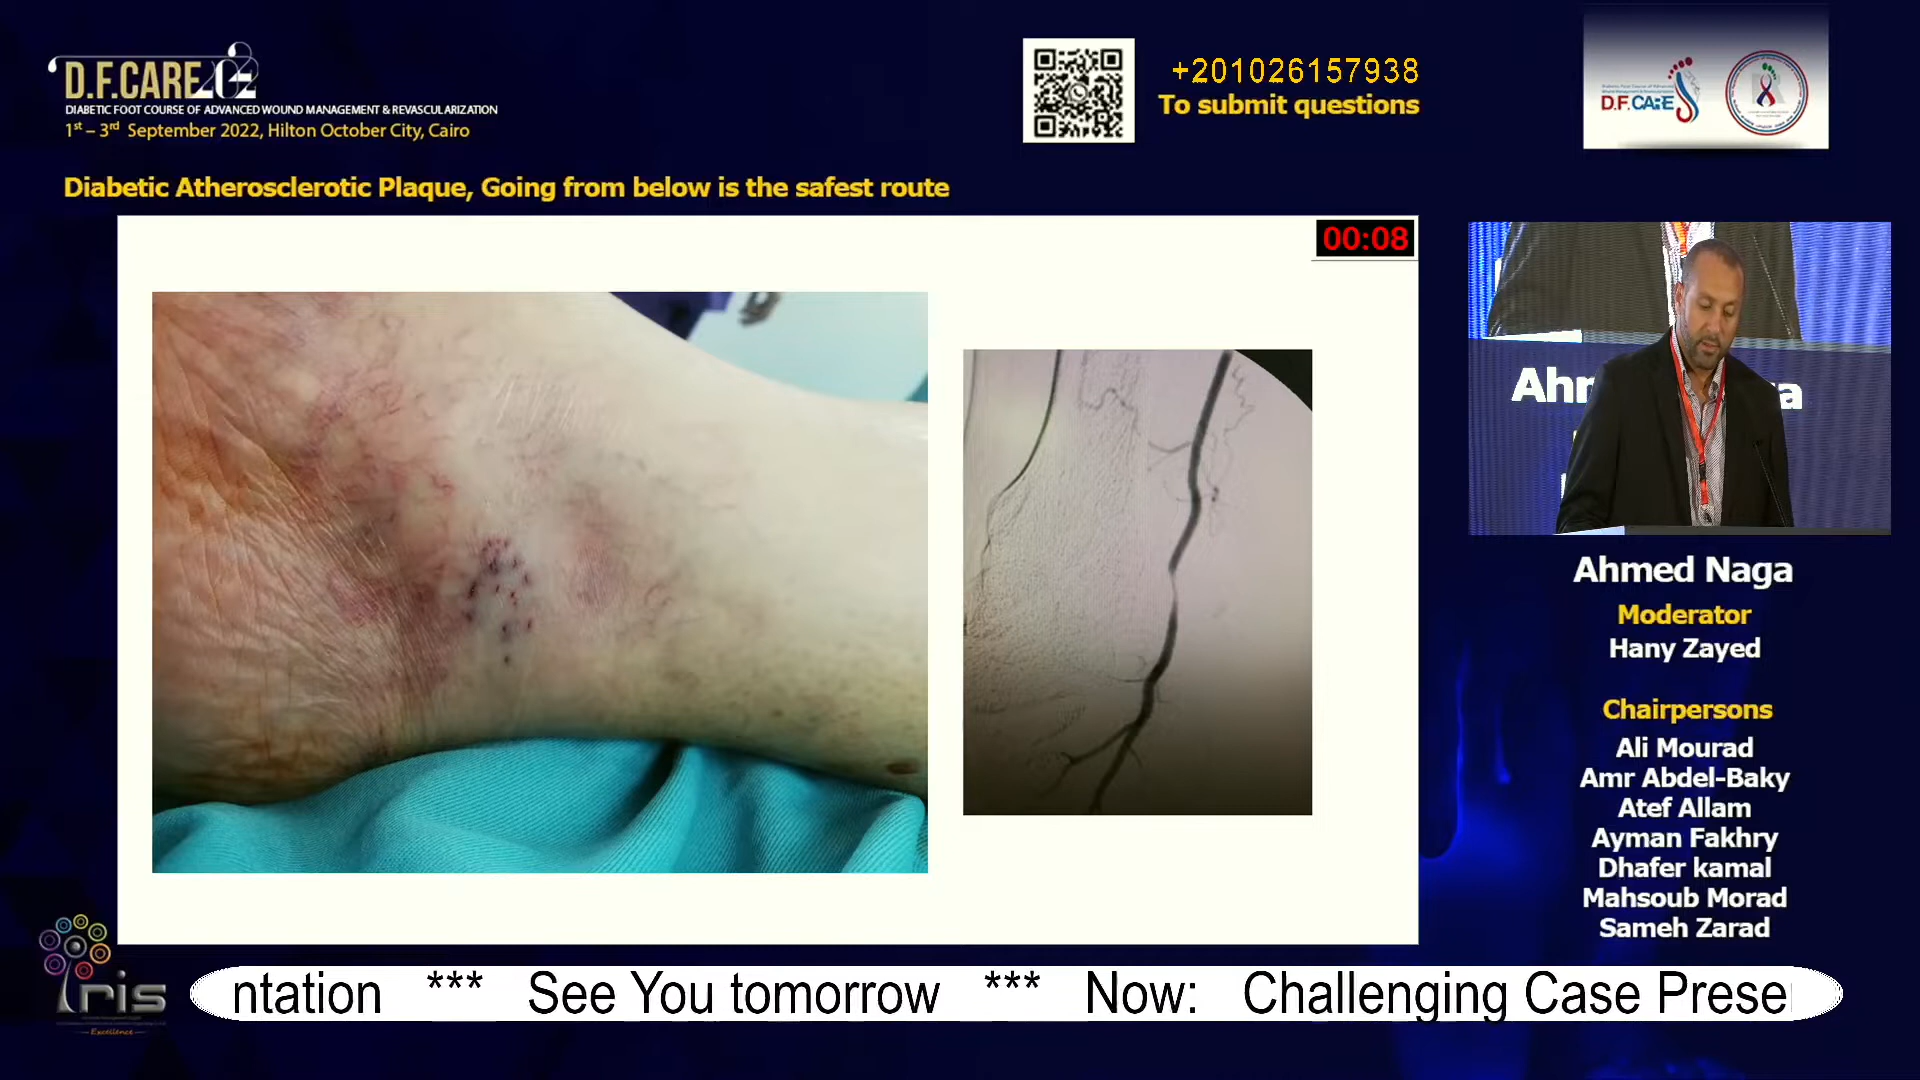 D.F.CARE
DIABETIC FOOT COURSE OF ADVANCED WOUND MANAGEMENT & REVASCULARIZATION
1st – 3rd September 2022, Hilton October City, Cairo
+201026157938
To submit questions
D.F.CARE
Diabetic Atherosclerotic Plaque, Going from below is the safest route
00:08
Ahmed Naga
Moderator
Hany Zayed
Chairpersons
Ali Mourad
Amr Abdel-Baky
Atef Allam
Ayman Fakhry
Dhafer kamal
Mahsoub Morad
Sameh Zarad
Iris
Excellence
ntation *** See You tomorrow *** Now: Challenging Case Prese